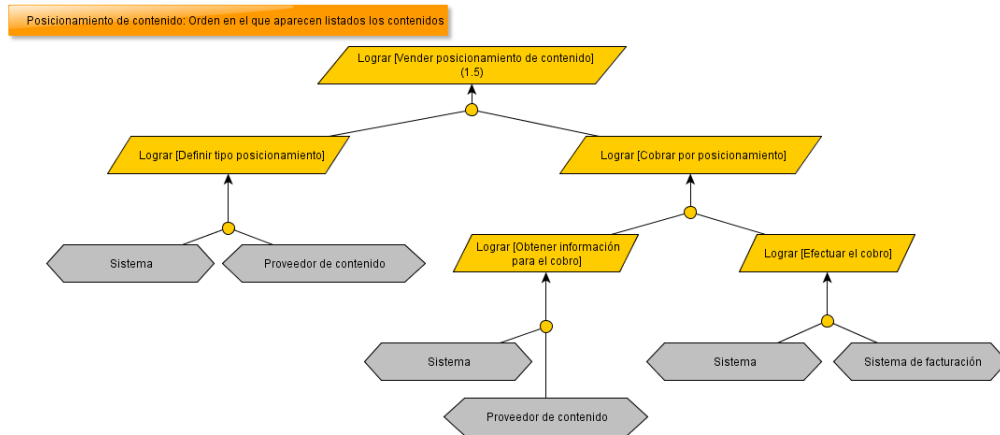 Posicionamiento de contenido: Orden en el que aparecen listados los contenidos
Lograr [Vender posicionamiento de contenido]
(1.5)
Lograr [Definir tipo posicionamiento]
Lograr [Cobrar por posicionamiento]
Sistema
Proveedor de contenido
Lograr [Obtener información
para el cobro]
Lograr [Efectuar el cobro]
Sistema
Proveedor de contenido
Sistema
Sistema de facturación